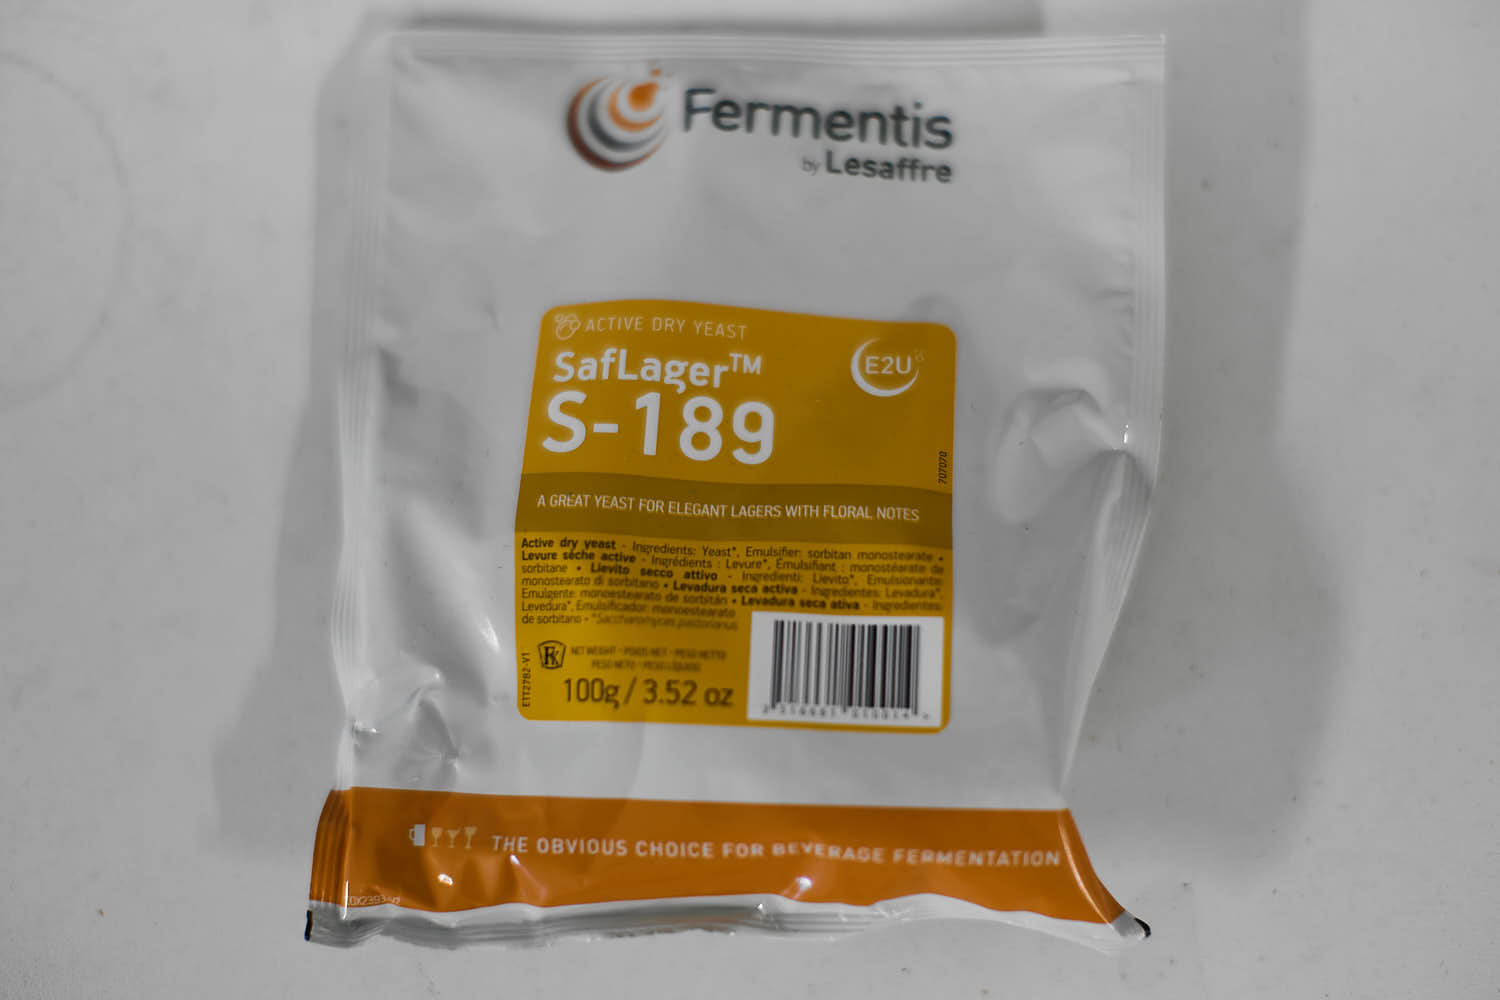 Fermentis
by Lesaffre
ACTIVE DRY YEAST
SafLager™
S-189
E2U
707070
A GREAT YEAST FOR ELEGANT LAGERS WITH FLORAL NOTES
Active dry yeast - Ingredients: Yeast*, Emulsifier: sorbitan monostearate •
Levure sèche active - Ingrédients : Levure*, Emulsifiant : monostéarate de
sorbitane • Lievito secco attivo - Ingredienti: Lievito*, Emulsionante:
monostearato di sorbitano • Levadura seca activa - Ingredientes: Levadura*,
Emulgente: monoestearato de sorbitán • Levadura seca ativa - Ingredientes:
Levedura*, Emulsificador: monoestearato
de sorbitano - *Saccharomyces pastorianus
NET WEIGHT - POIDS NET - PESO NETTO
PESO NETO - PESO LÍQUIDO
100g / 3.52 oz
ET12782-V1
THE OBVIOUS CHOICE FOR BEVERAGE FERMENTATION